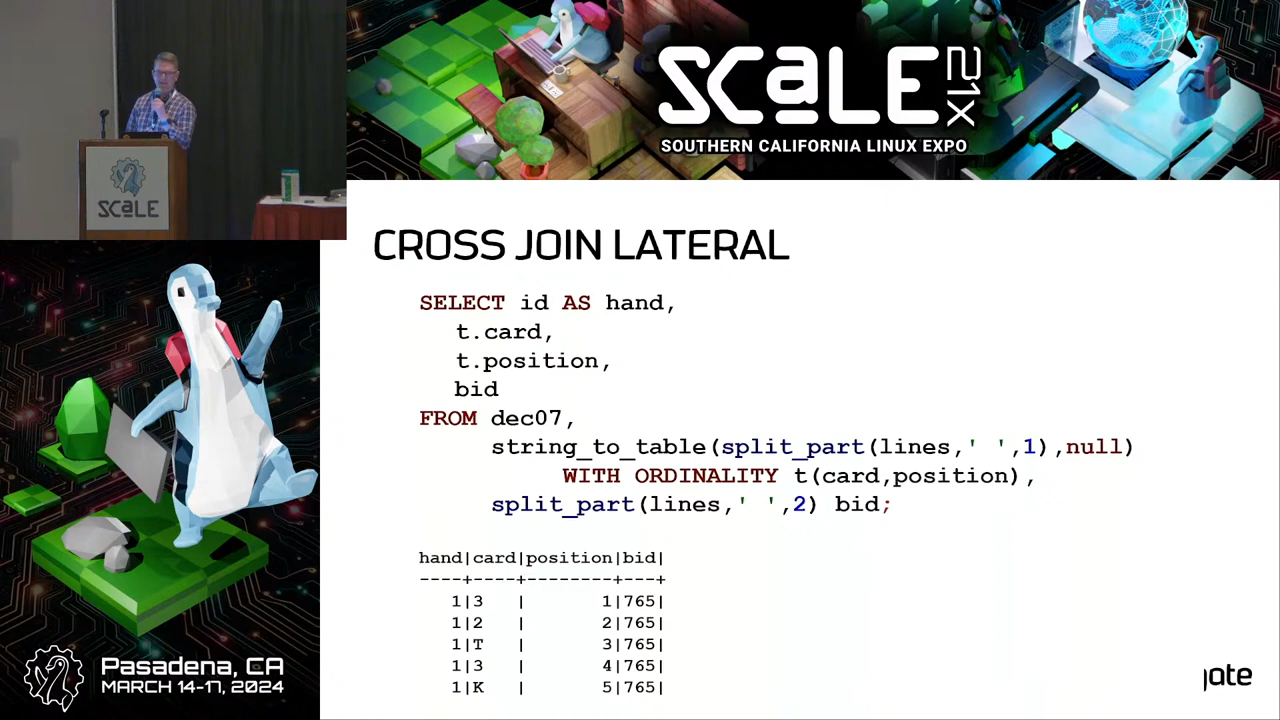 SCALE 21X
SOUTHERN CALIFORNIA LINUX EXPO
SCALE
CROSS JOIN LATERAL
SELECT id AS hand,
t.card,
t.position,
bid
FROM dec07,
string_to_table(split_part(lines,' ',1),null)
WITH ORDINALITY t(card,position),
split_part(lines,' ',2) bid;
hand|card|position|bid|
----+----+--------+---+
1|3   |       1|765|
1|2   |       2|765|
1|T   |       3|765|
1|3   |       4|765|
1|K   |       5|765|
Pasadena, CA
MARCH 14-17, 2024